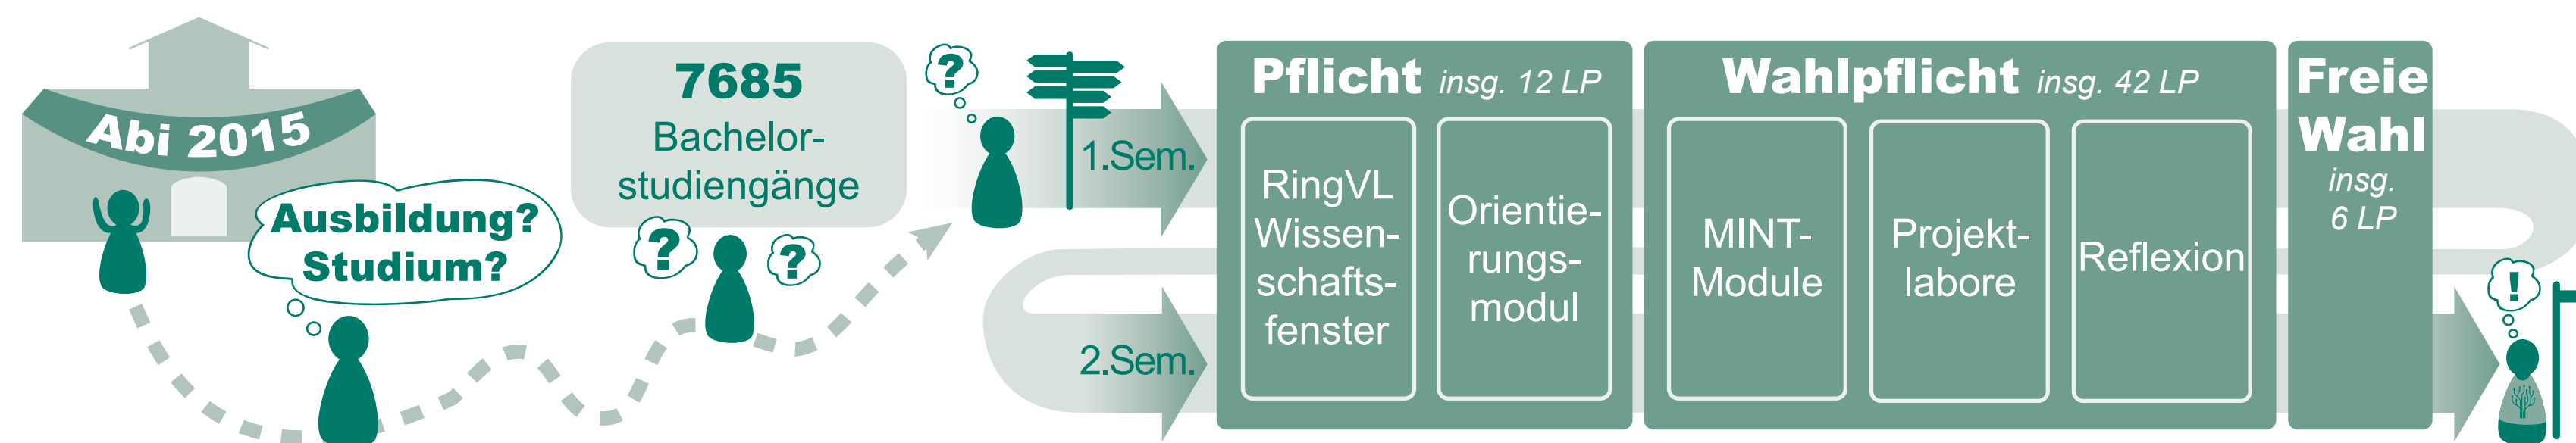 Abi 2015
Ausbildung?
Studium?
7685
Bachelor-
studiengänge
?
?
?
1.Sem.
2.Sem.
Pflicht insg. 12 LP
RingVL
Wissen-
schafts-
fenster
Orientie-
rungs-
modul
Wahlpflicht insg. 42 LP
MINT-
Module
Projekt-
labore
Reflexion
Freie
Wahl
insg.
6 LP
!